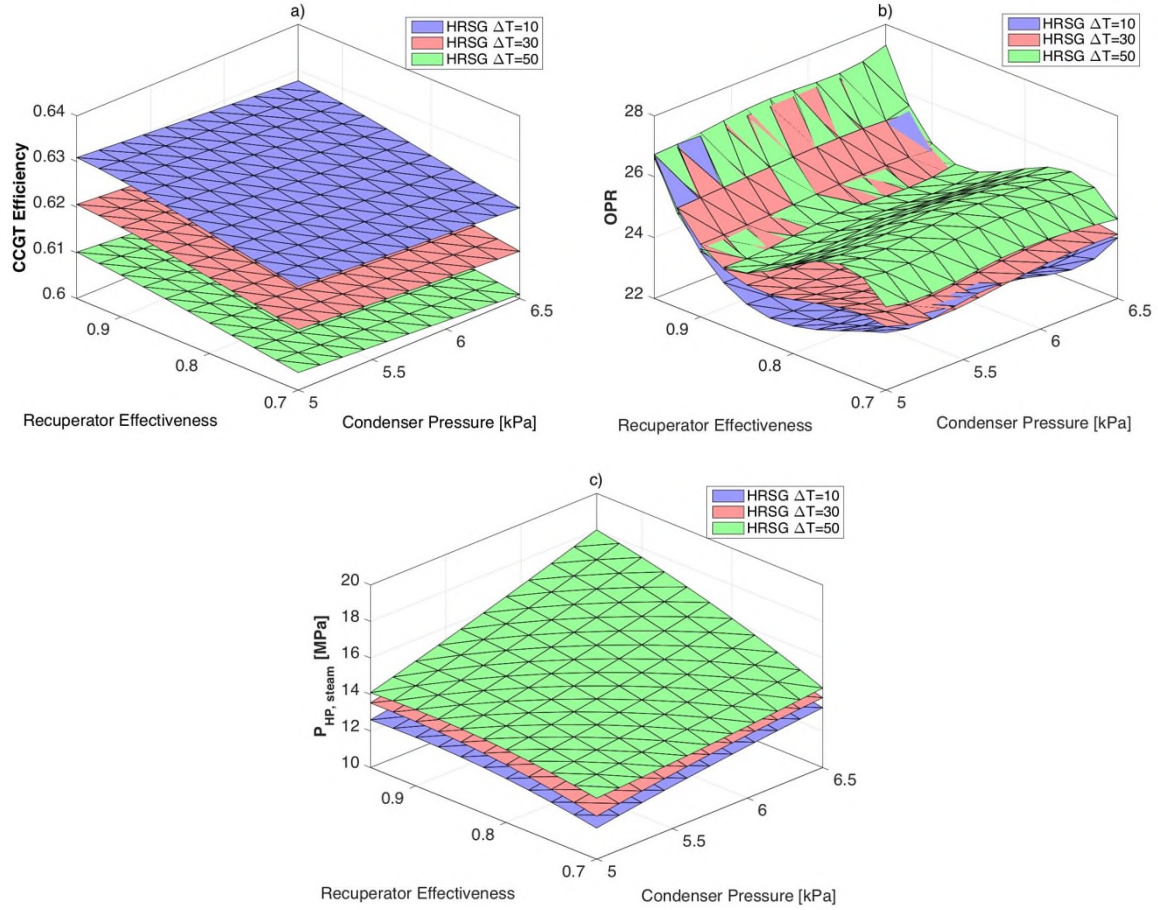 a)
HRSG ΔT=10
HRSG ΔT=30
HRSG ΔT=50
0.64
0.63
0.62
0.61
0.6
CCGT Efficiency
0.9
0.8
0.7
5
5.5
6
6.5
Recuperator Effectiveness
Condenser Pressure [kPa]
b)
HRSG ΔT=10
HRSG ΔT=30
HRSG ΔT=50
28
26
24
22
OPR
0.9
0.8
0.7
5
5.5
6
6.5
Recuperator Effectiveness
Condenser Pressure [kPa]
c)
HRSG ΔT=10
HRSG ΔT=30
HRSG ΔT=50
20
18
16
14
12
10
P HP, steam [MPa]
0.9
0.8
0.7
5
5.5
6
6.5
Recuperator Effectiveness
Condenser Pressure [kPa]